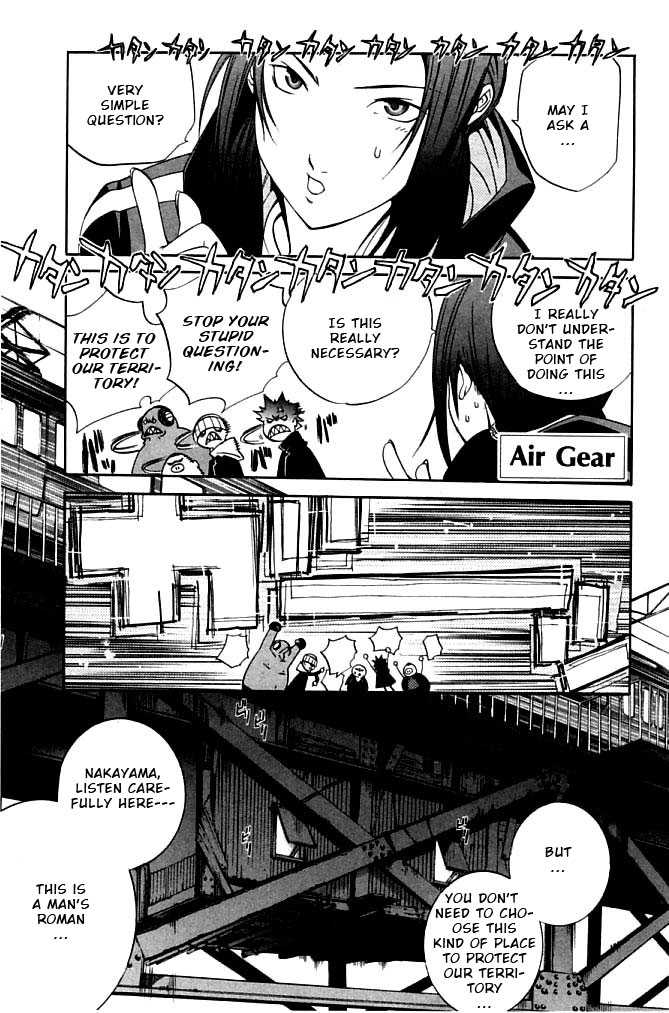 カタン カタン カタン カタン カタン カタン カタン カタン
MAY I
ASK A
...
VERY
SIMPLE
QUESTION?
カタン カタン カタン カタン カタン カタン カタン
I REALLY
DON'T UNDER-
STAND THE
POINT OF
DOING THIS
...
IS THIS
REALLY
NECESSARY?
STOP YOUR
STUPID
QUESTION-
ING!
THIS IS TO
PROTECT
OUR TERRI-
TORY!
Air Gear
BUT
...
YOU DON'T
NEED TO CHO-
OSE THIS
KIND OF PLACE
TO PROTECT
OUR TERRI-
TORY
...
NAKAYAMA,
LISTEN CARE-
FULLY HERE---
THIS IS
A MAN'S
ROMAN
...